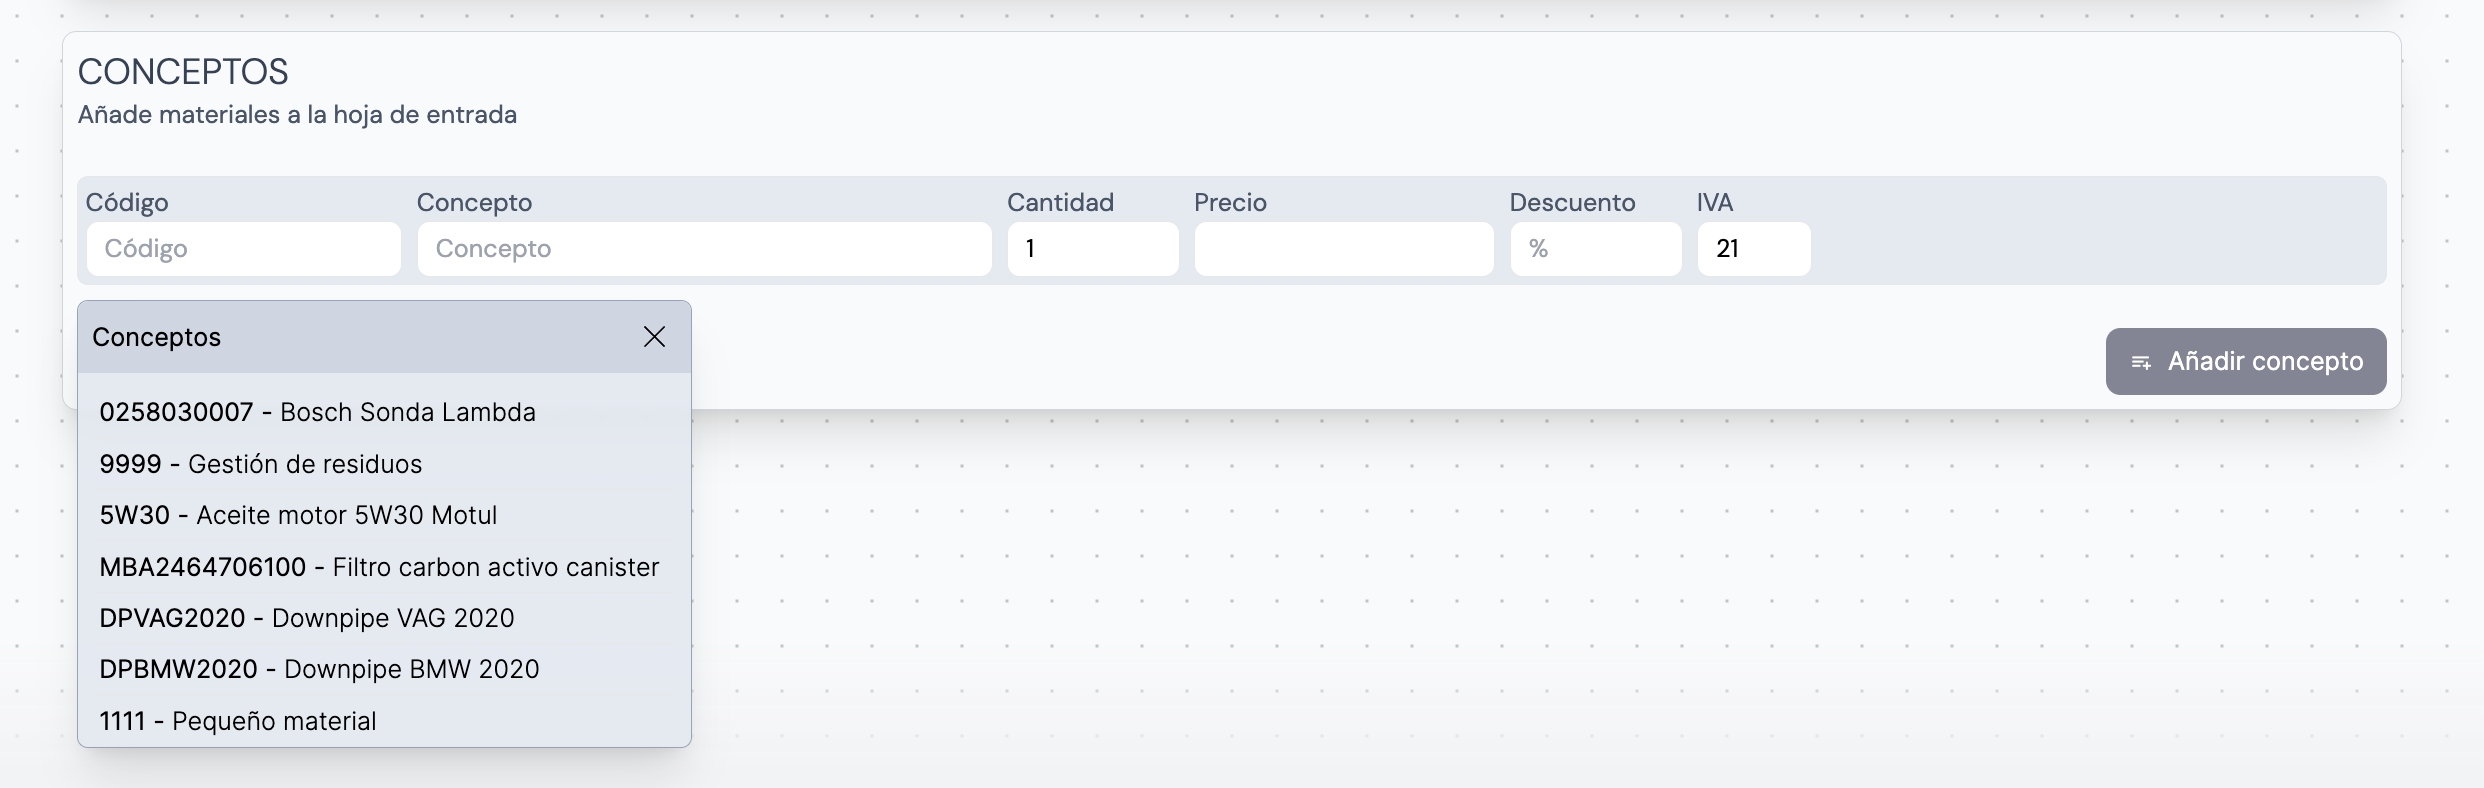 CONCEPTOS
Añade materiales a la hoja de entrada
Código Concepto Cantidad Precio Descuento IVA
Código Concepto 1 % 21
Conceptos
Añadir concepto
0258030007 - Bosch Sonda Lambda
9999 - Gestión de residuos
5W30 - Aceite motor 5W30 Motul
MBA2464706100 - Filtro carbon activo canister
DPVAG2020 - Downpipe VAG 2020
DPBMW2020 - Downpipe BMW 2020
1111 - Pequeño material